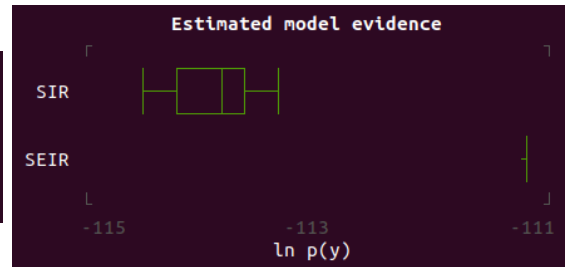 Estimated model evidence
SIR
SEIR
-115 -113 -111
ln p(y)